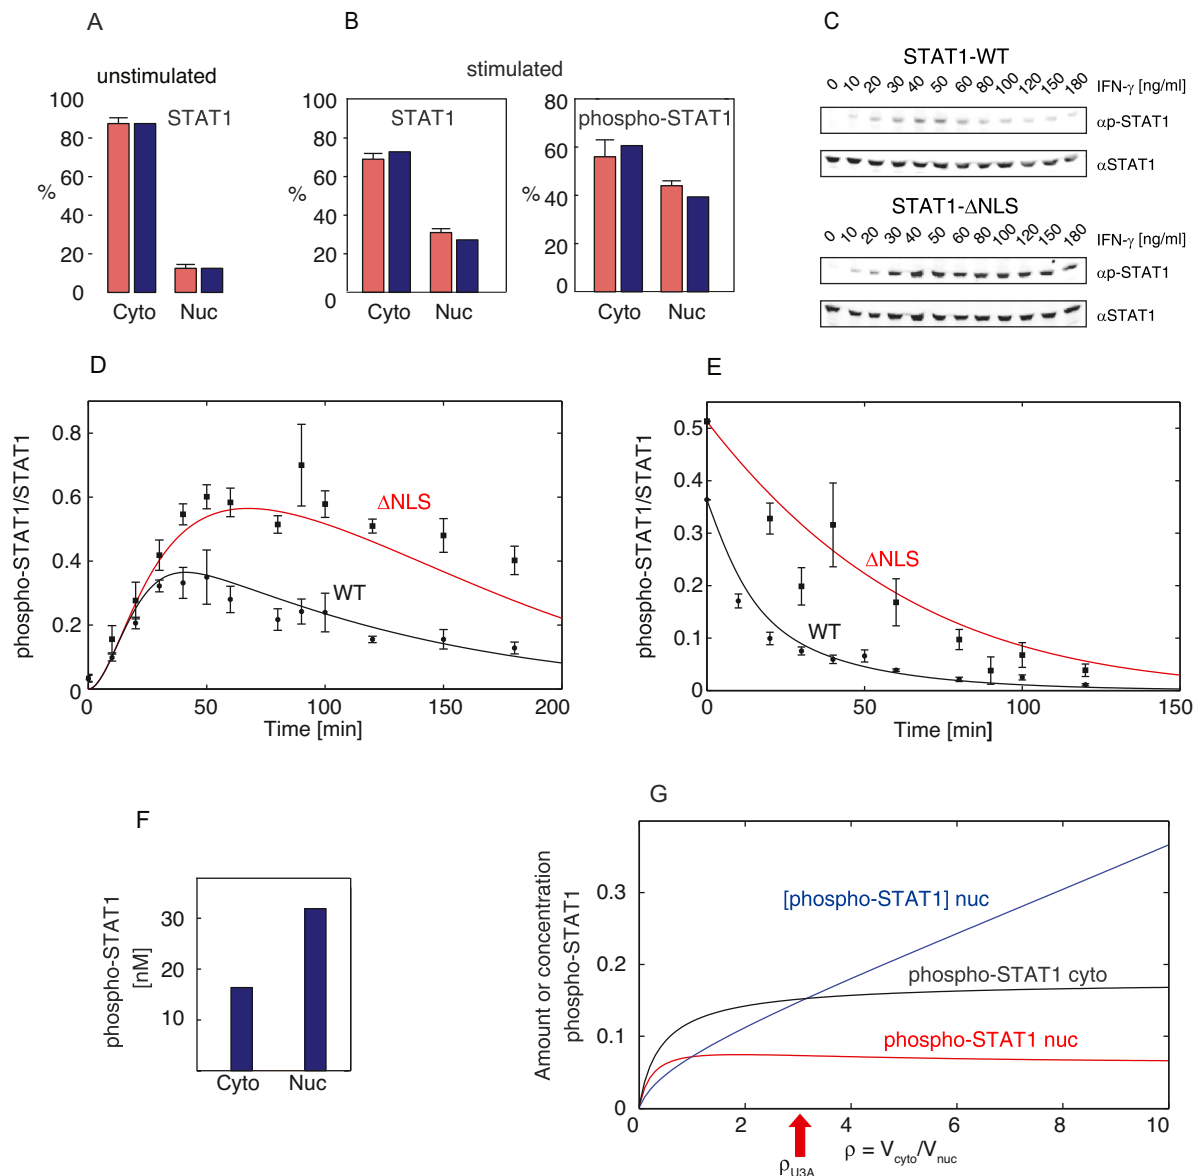 A
B
C
unstimulated
stimulated
100
80
60
40
20
0
%
STAT1
Cyto
Nuc
100
80
60
40
20
0
%
STAT1
Cyto
Nuc
80
60
40
20
0
%
phospho-STAT1
Cyto
Nuc
STAT1-WT
0 10 20 30 40 50 60 80 100 120 150 180 IFN-γ [ng/ml]
αp-STAT1
αSTAT1
STAT1-ΔNLS
0 10 20 30 40 50 60 80 100 120 150 180 IFN-γ [ng/ml]
αp-STAT1
αSTAT1
D
phospho-STAT1/STAT1
0.8
0.6
0.4
0.2
0
ΔNLS
WT
0 50 100 150 200
Time [min]
E
phospho-STAT1/STAT1
0.5
0.4
0.3
0.2
0.1
0
ΔNLS
WT
0 50 100 150
Time [min]
F
phospho-STAT1
[nM]
30
20
10
Cyto
Nuc
G
Amount or concentration
phospho-STAT1
0.3
0.2
0.1
0
[phospho-STAT1] nuc
phospho-STAT1 cyto
phospho-STAT1 nuc
0 2 4 6 8 10
ρ = Vcyto/Vnuc
ρU3A